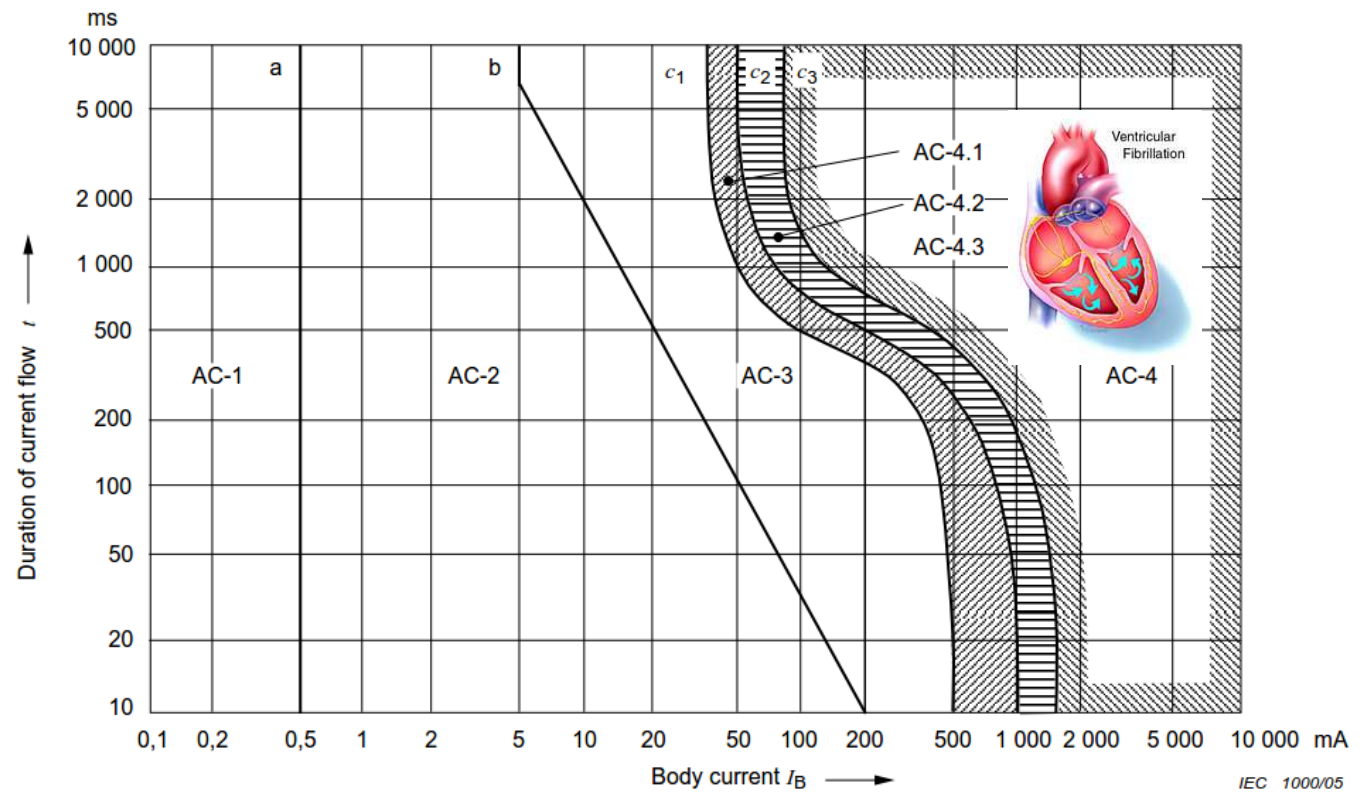 ms
10 000
a
b
c1
c2
c3
5 000
Ventricular
Fibrillation
AC-4.1
2 000
AC-4.2
AC-4.3
1 000
500
AC-1
AC-2
AC-3
AC-4
200
100
50
20
10
Duration of current flow t
0,1 0,2 0,5 1 2 5 10 20 50 100 200 500 1 000 2 000 5 000 10 000 mA
Body current IB
IEC 1000/05